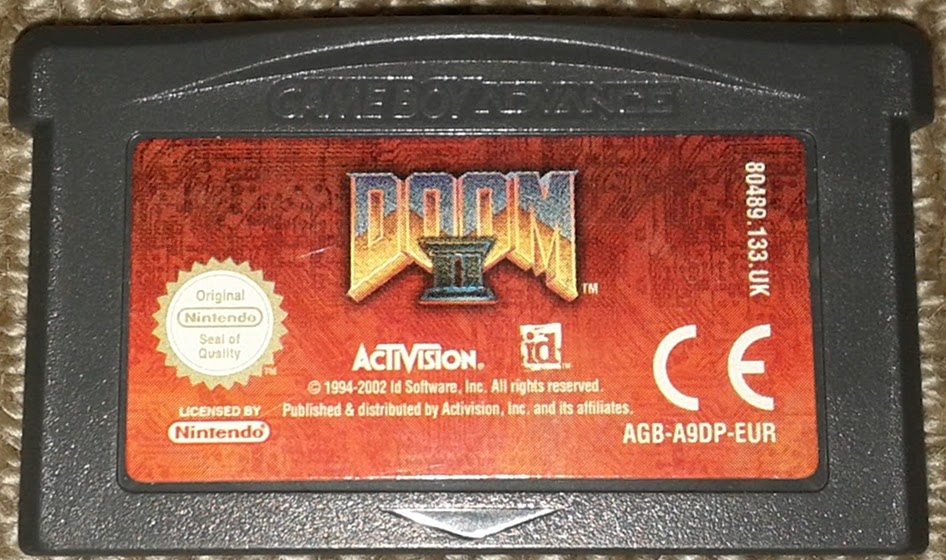 GAME BOY ADVANCE
DOOM
II
TM
80489.133.UK
Original
Nintendo
Seal of
Quality
TM
ACTIVISION®
id
TM
CE
© 1994-2002 Id Software, Inc. All rights reserved.
Published & distributed by Activision, Inc. and its affiliates.
LICENSED BY
Nintendo®
AGB-A9DP-EUR